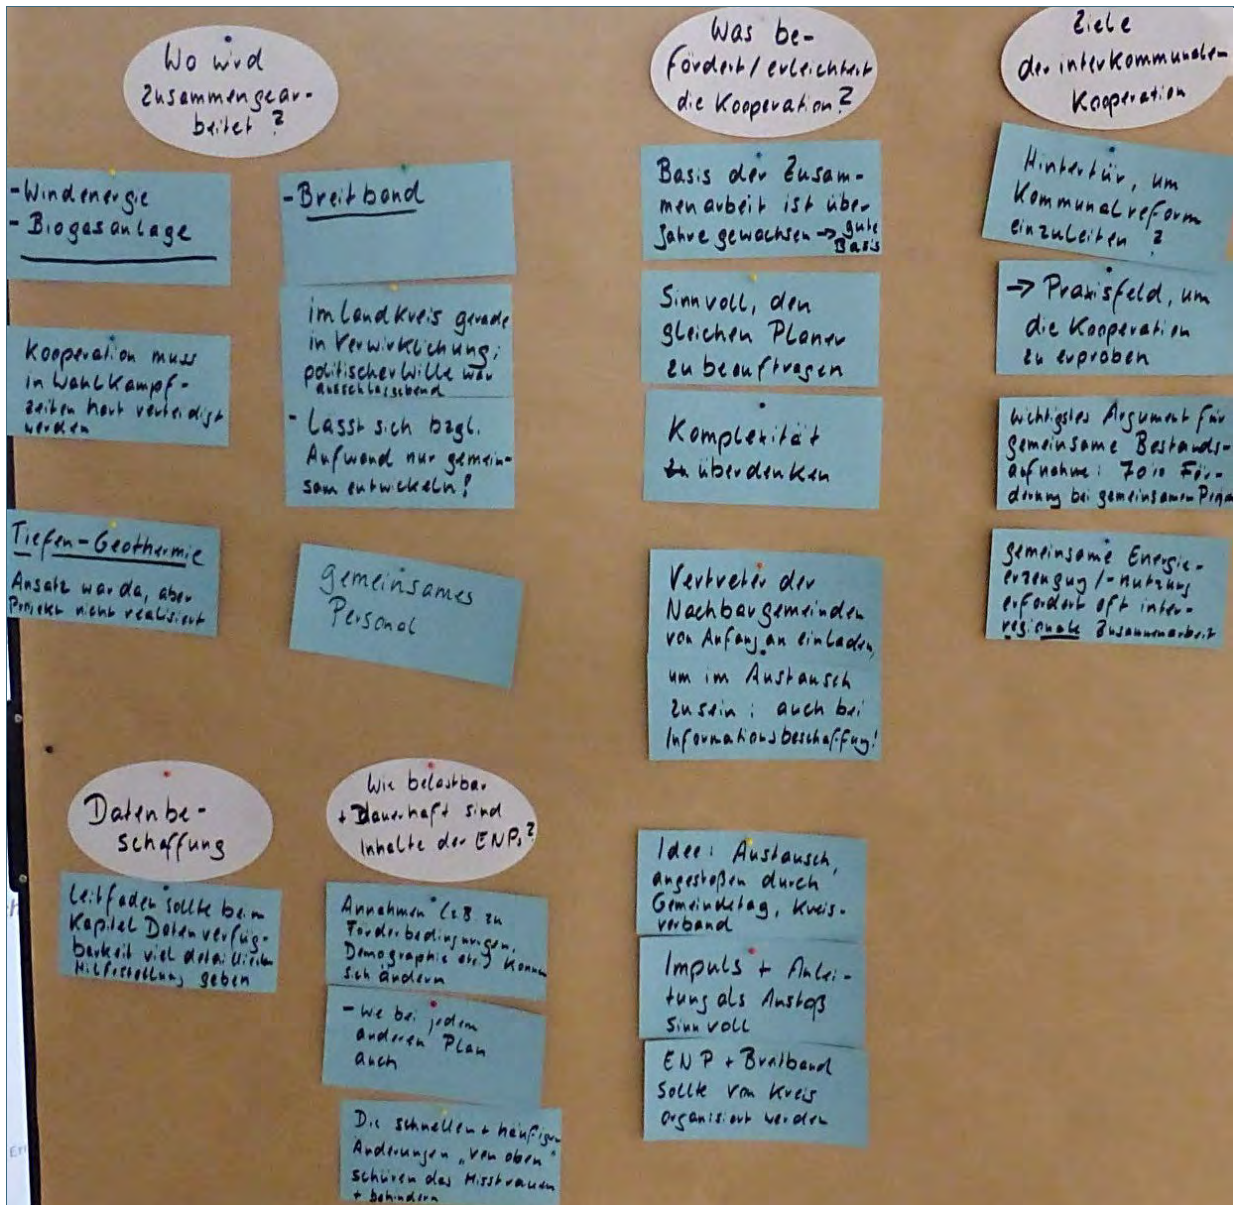 Wo wird
Zusammengear-
beitet?
- Windenergie
- Biogasanlage
Kooperation muss
in Wahlkampf-
zeiten hart verteidigt
werden
Tiefen-Geothermie
Ansatz war da, aber
Projekt nicht realisiert
- Breitband
im Landkreis gerade
in Verwirklichung;
politischer Wille war
ausschlaggebend
- Lässt sich bzgl.
Aufwand nur gemein-
sam entwickeln!
gemeinsames
Personal
Was be-
fördert/erleichtert
die Kooperation?
Basis der Zusam-
menarbeit ist über
Jahre gewachsen → gute
Basis
Sinnvoll, den
gleichen Planer
zu beauftragen
Komplexität
überdenken
Vertreter der
Nachbargemeinden
von Anfang an einladen,
um im Austausch
zu sein; auch bei
Informationsbeschaffung!
Idee: Austausch,
angestoßen durch
Gemeindetag, Kreis-
verband
Impuls + Anlei-
tung als Anstoß
sinnvoll
ENP + Breitband
sollte vom Kreis
organisiert werden
Ziele
der interkommunalen
Kooperation
Hintertür, um
Kommunalreform
einzuleiten?
→ Praxisfeld, um
die Kooperation
zu erproben
wichtigstes Argument für
gemeinsame Bestands-
aufnahme: 70% För-
derung bei gemeinsamen
gemeinsame Energie-
erzeugug/-nutzung
erfordert oft inter-
regionale Zusammenarbeit
Datenbe-
schaffung
Leitfaden sollte beim
Kapitel Datenverfüg-
barkeit viel
Hilfestellung geben
Wie belastbar
+ Dauerhaft sind
Inhalte der ENPs?
Annahmen (z.B. zu
Förderbedingungen,
Demographie etc.) können
sich ändern
- wie bei jedem
anderen Plan
auch
Die schnellen + häufigen
Änderungen „von oben"
schüren das Misstrauen
+ behindern